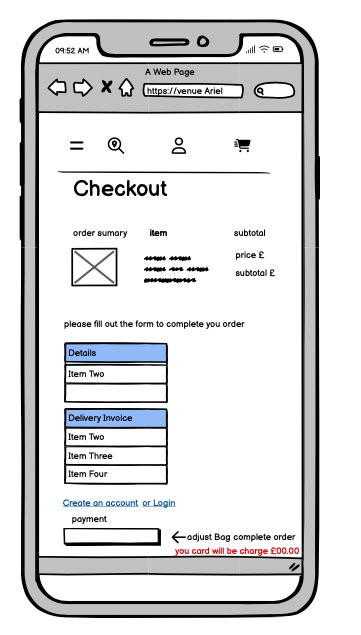 09:52 AM
A Web Page
https://venue Ariel
Checkout
order sumary item subtotal
price £
subtotal £
please fill out the form to complete you order
Details
Item Two
Delivery Invoice
Item Two
Item Three
Item Four
Create an account or Login
payment
adjust Bag complete order
you card will be charge £00.00